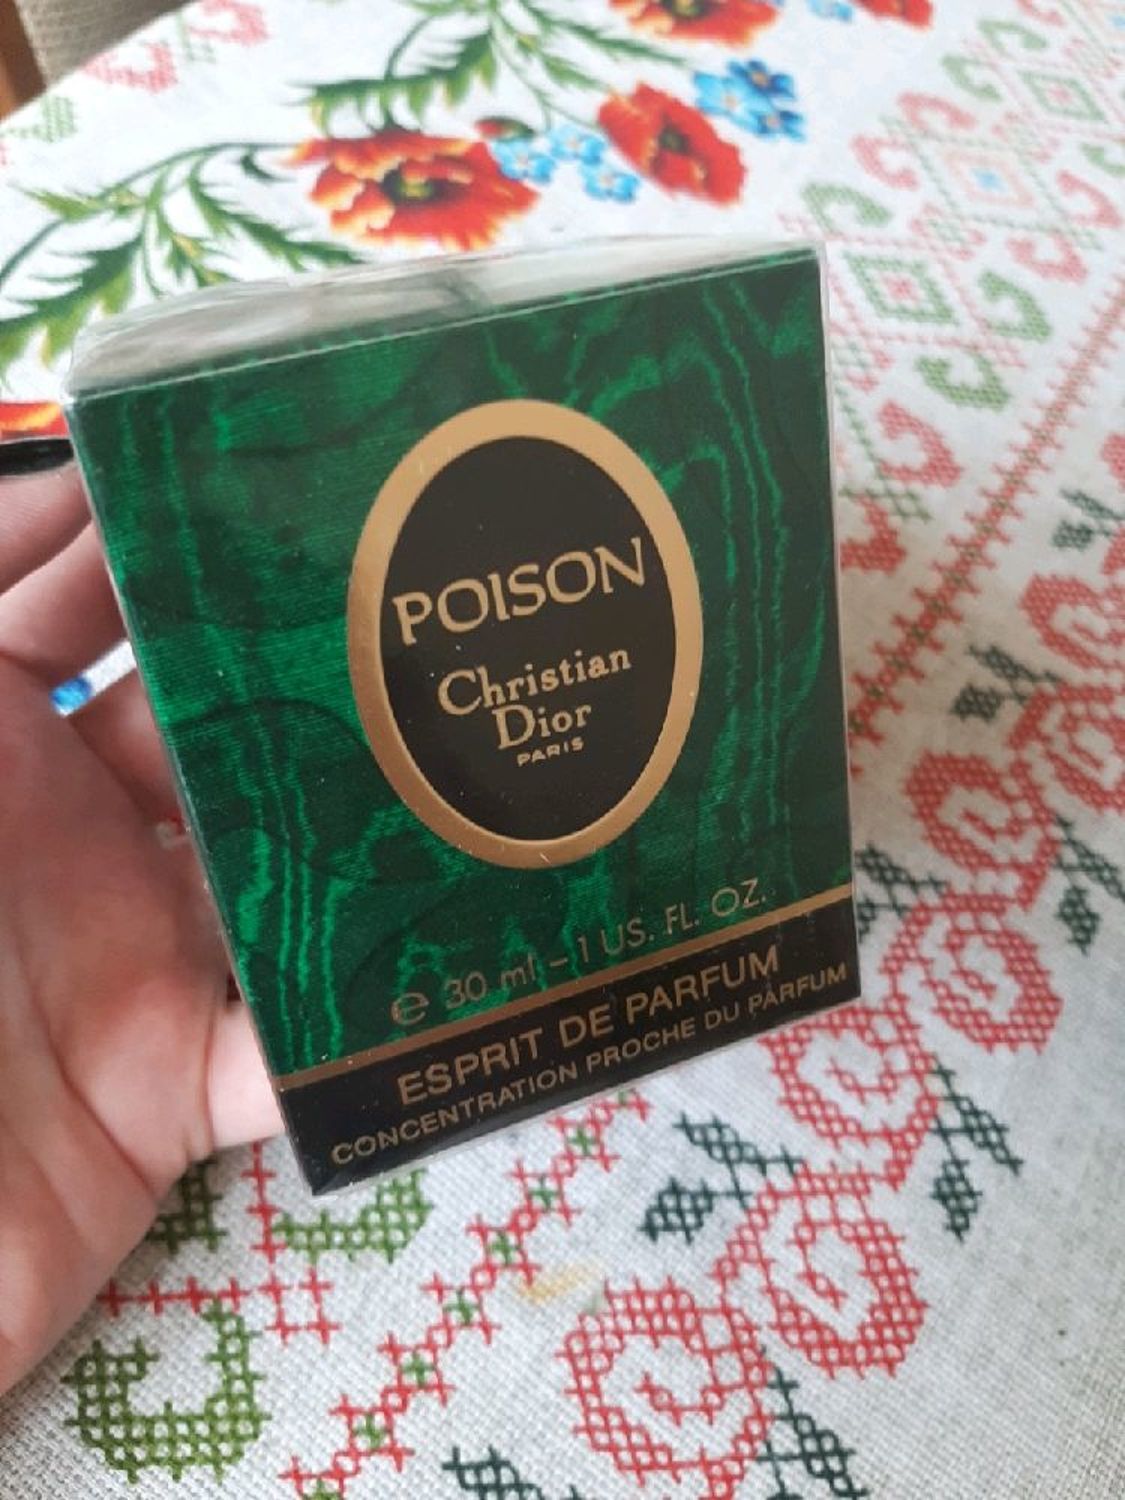 POISON
Christian
Dior
PARIS
℮ 30 ml – 1 US. FL. OZ.
ESPRIT DE PARFUM
CONCENTRATION PROCHE DU PARFUM